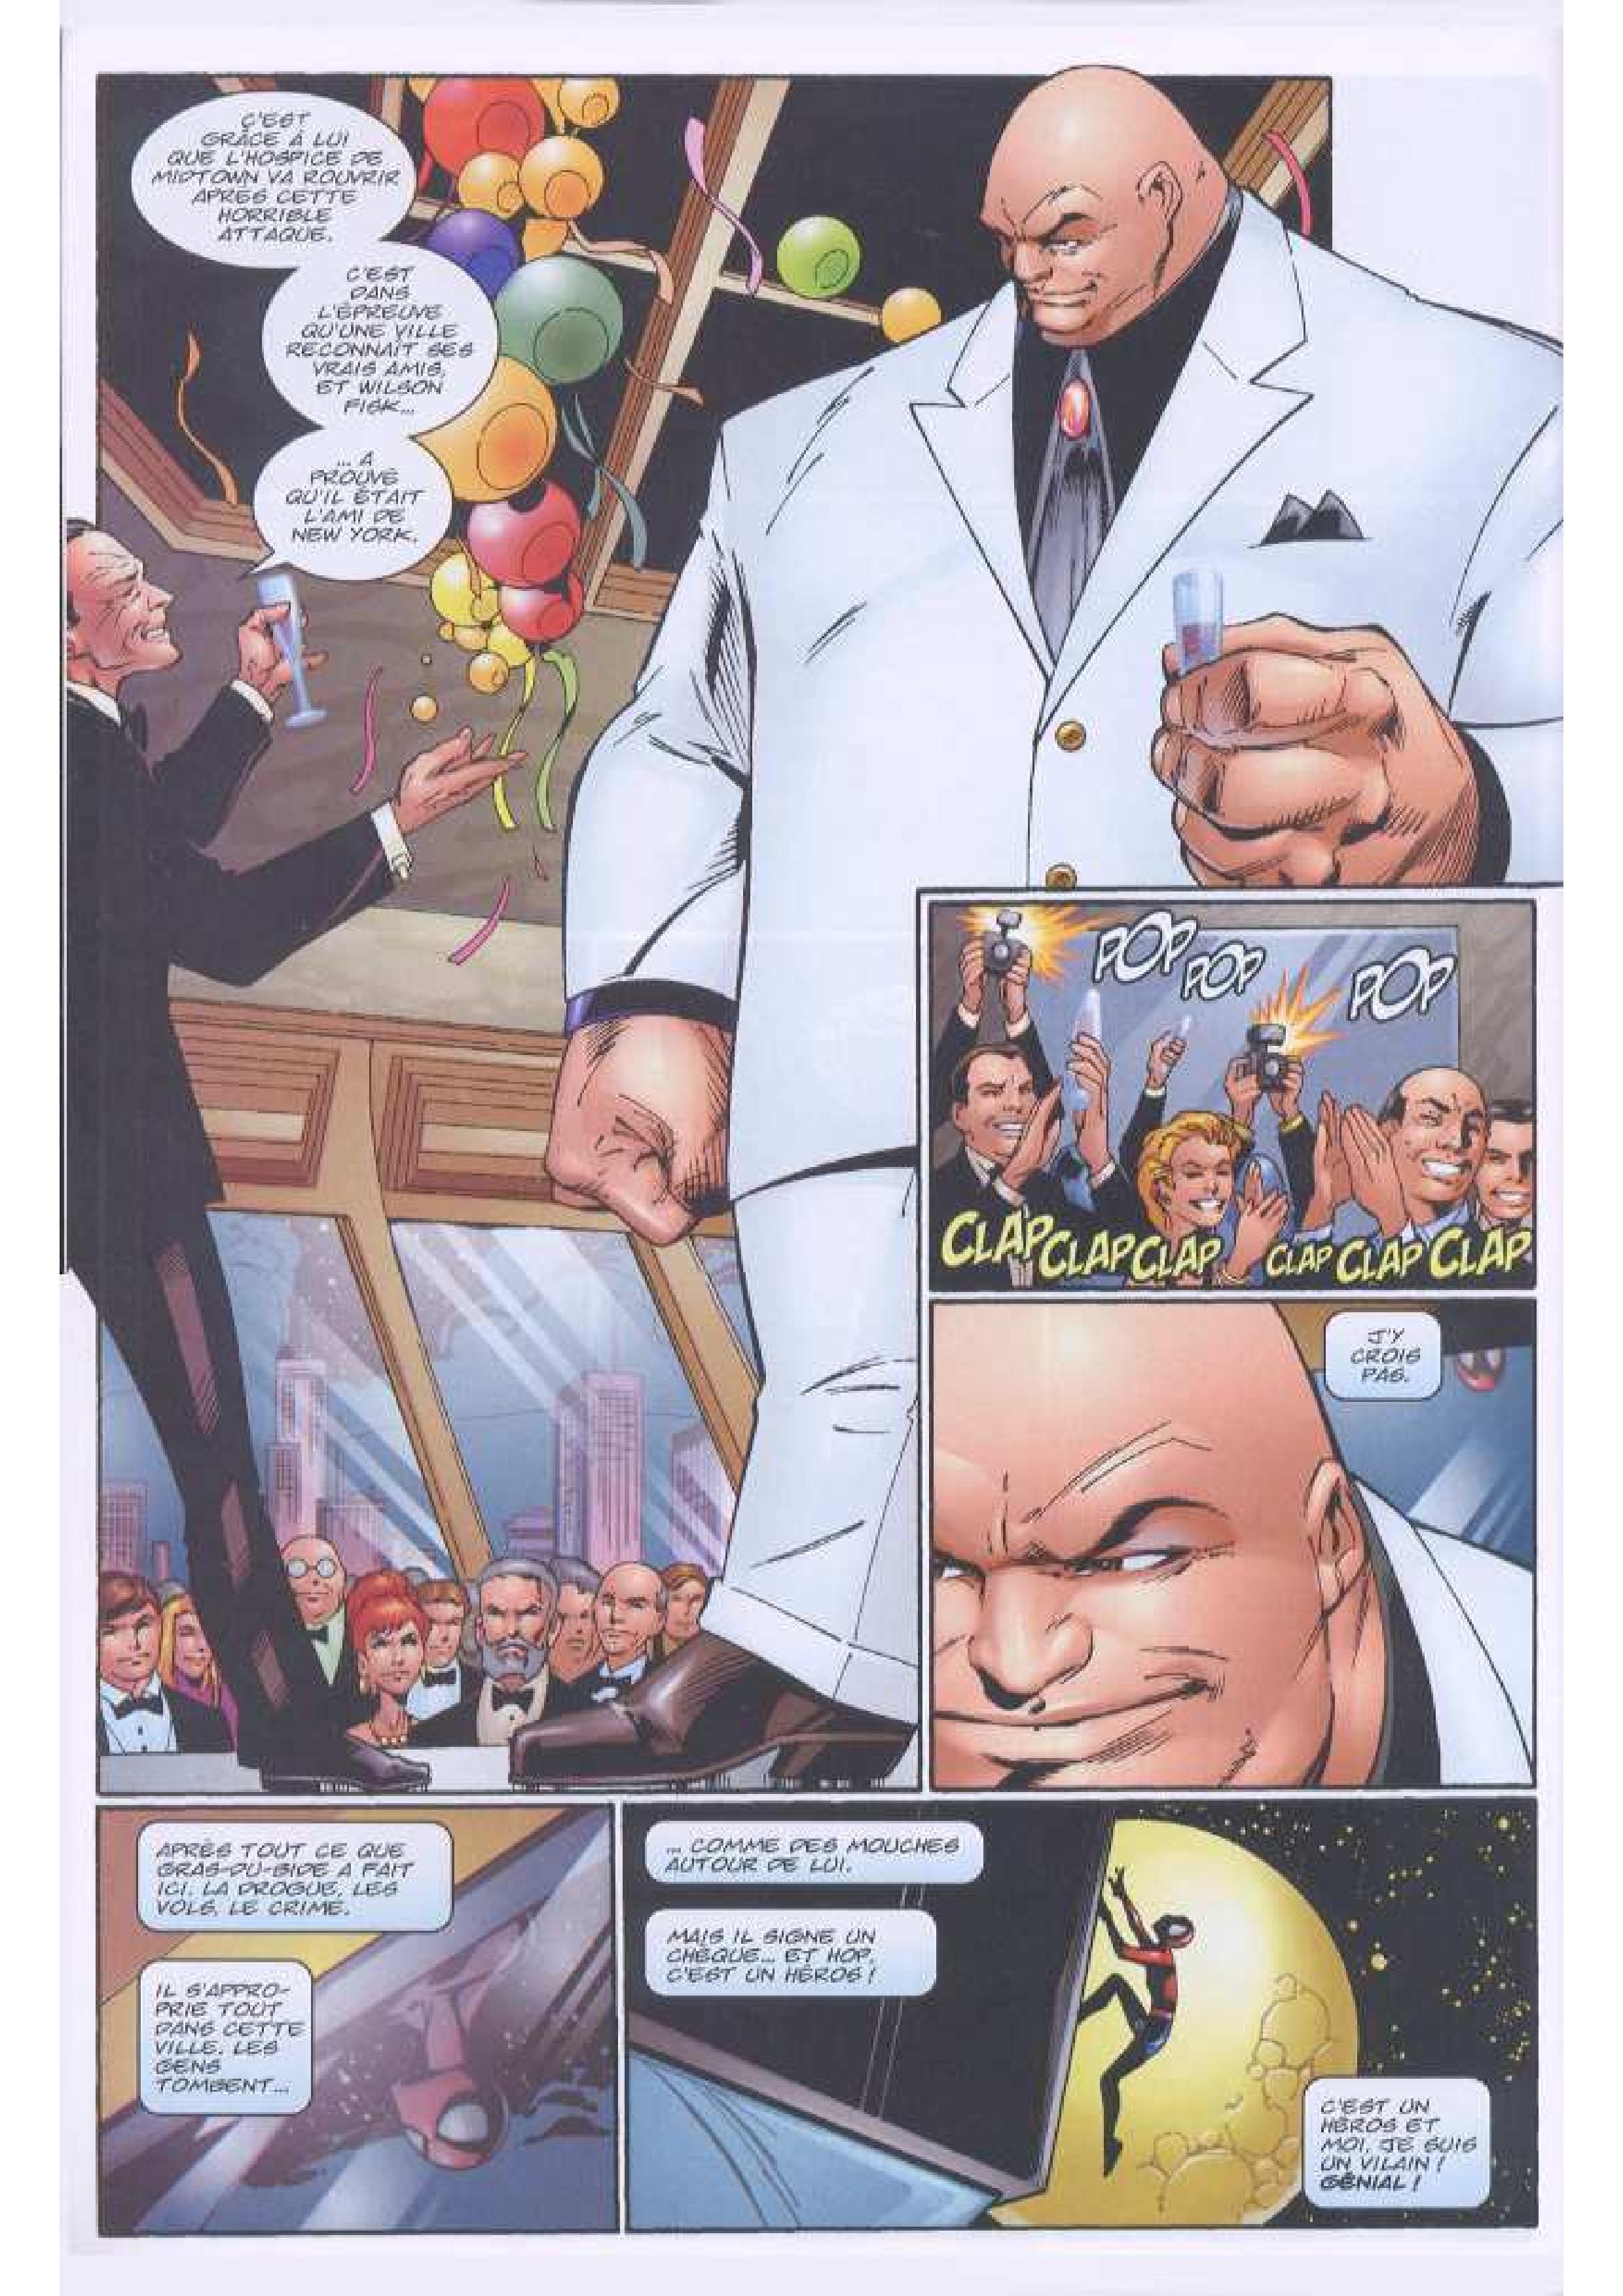 C'EST
GRÂCE À LUI
QUE L'HOSPICE DE
MIDTOWN VA ROUVRIR
APRÈS CETTE
HORRIBLE
ATTAQUE.
C'EST
DANS
L'ÉPREUVE
QU'UNE VILLE
RECONNAÎT SES
VRAIS AMIS,
ET WILSON
FISK...
... A
PROUVÉ
QU'IL ÉTAIT
L'AMI DE
NEW YORK.
POP
POP
POP
CLAP CLAP CLAP CLAP CLAP CLAP
J'Y
CROIS
PAS.
APRÈS TOUT CE QUE
GRAS-DU-BIDE A FAIT
ICI. LA DROGUE, LES
VOLS, LE CRIME.
IL S'APPRO-
PRIE TOUT
DANS CETTE
VILLE. LES
GENS
TOMBENT...
... COMME DES MOUCHES
AUTOUR DE LUI.
MAIS IL SIGNE UN
CHÈQUE... ET HOP,
C'EST UN HÉROS !
C'EST UN
HÉROS ET
MOI, JE SUIS
UN VILAIN !
GÉNIAL !